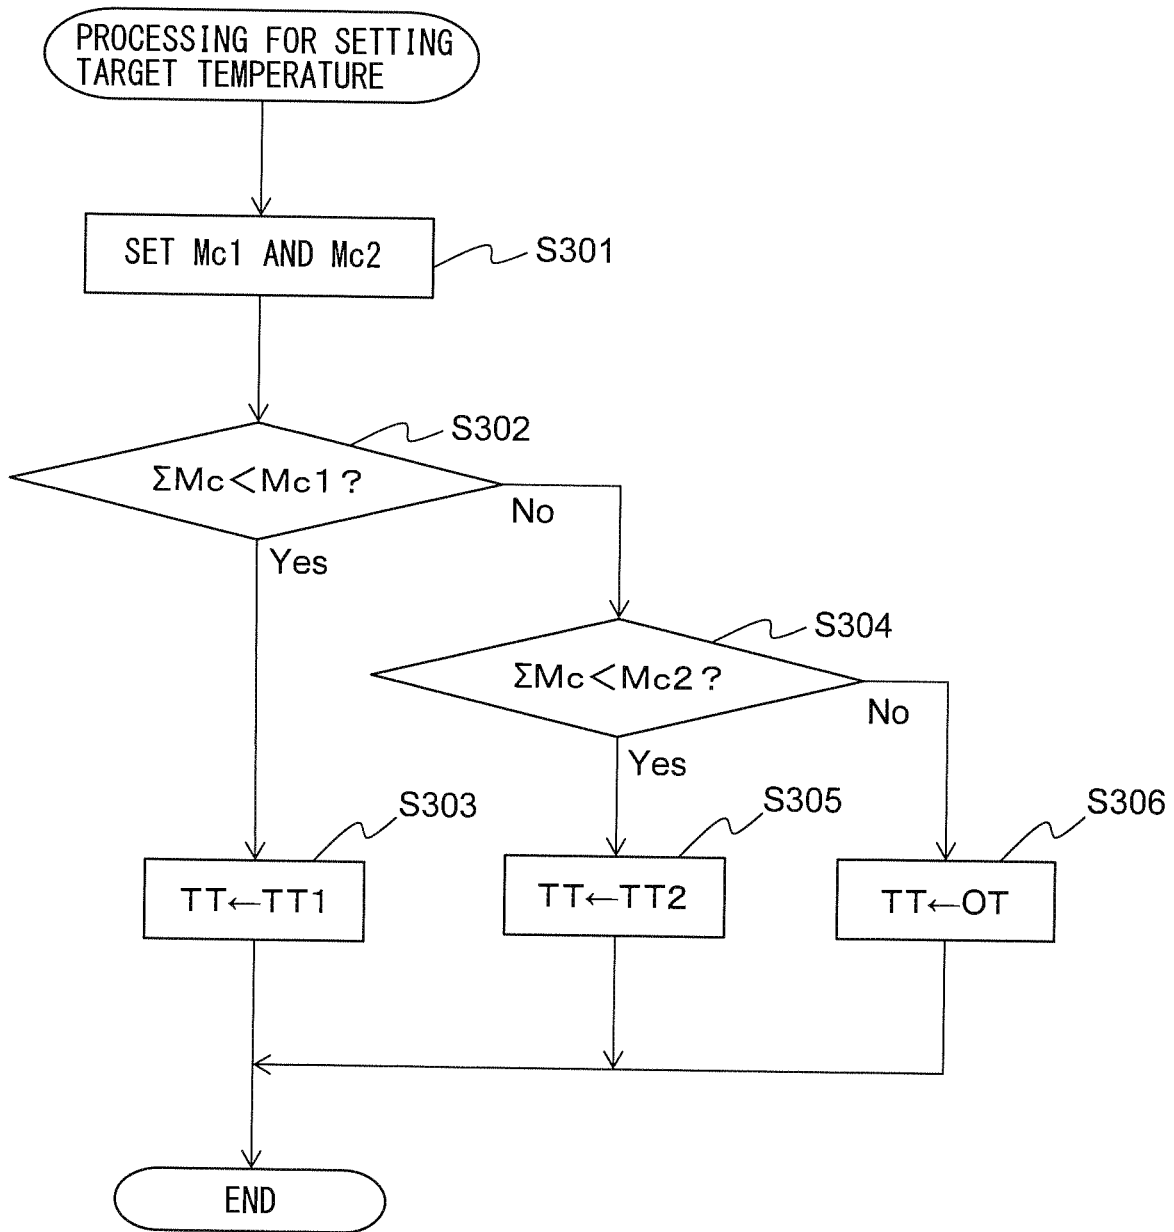 PROCESSING FOR SETTING
TARGET TEMPERATURE
SET Mc1 AND Mc2
S301
S302
ΣMc<Mc1?
No
Yes
S304
ΣMc<Mc2?
No
Yes
S303
S305
S306
TT←TT1
TT←TT2
TT←OT
END